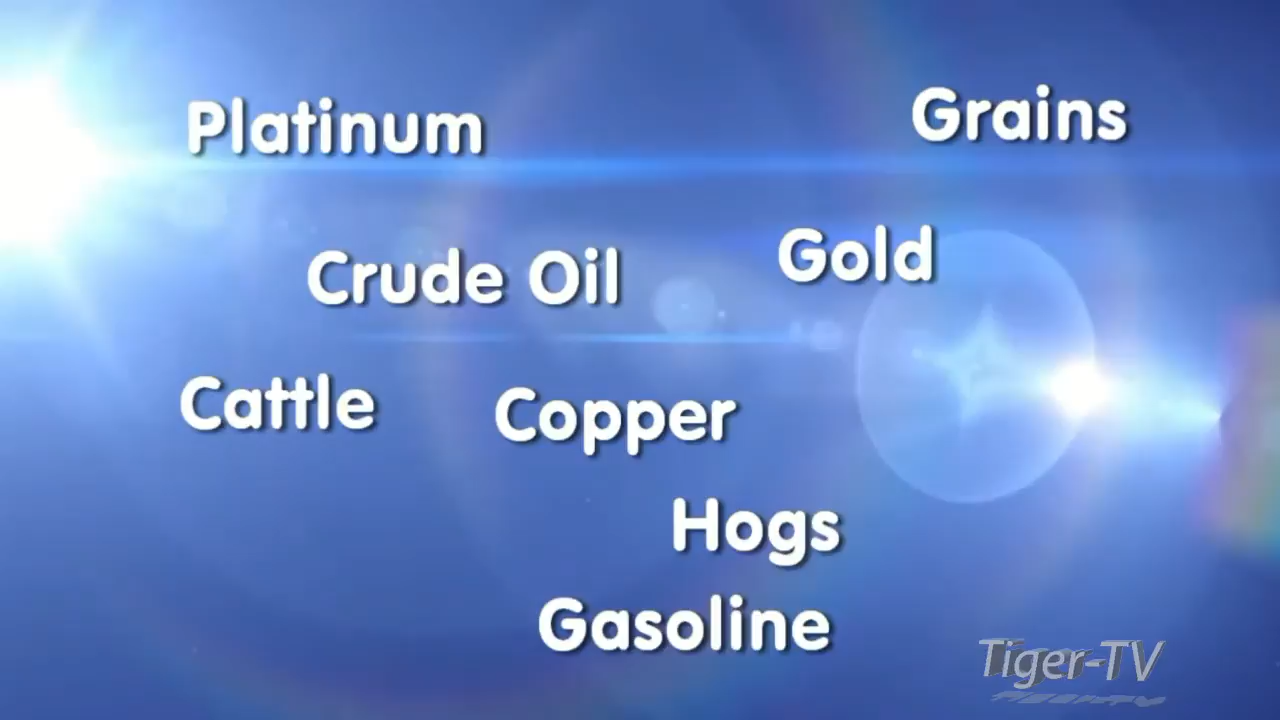 Platinum
Grains
Crude Oil
Gold
Cattle
Copper
Hogs
Gasoline
Tiger-TV